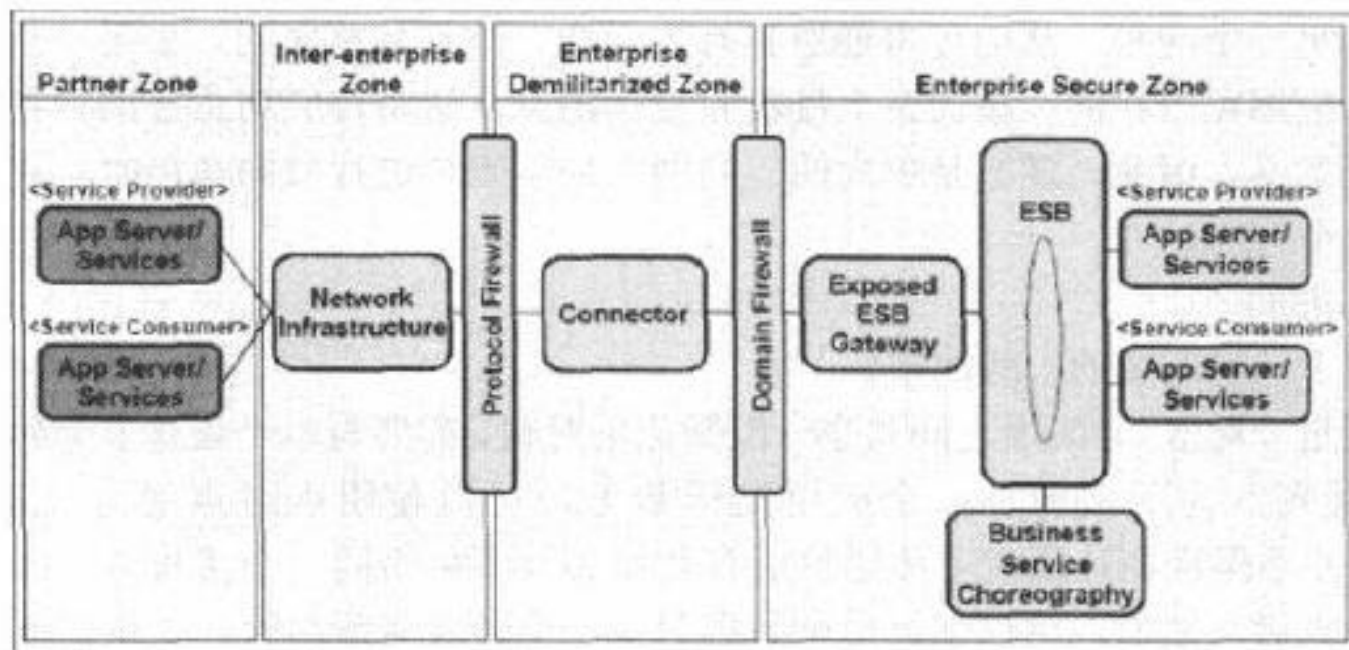 Partner Zone
Inter-enterprise
Zone
Enterprise
Demilitarized Zone
Enterprise Secure Zone
<Service Provider>
App Server/
Services
<Service Consumer>
App Server/
Services
Network
Infrastructure
Protocol Firewall
Connector
Domain Firewall
Exposed
ESB
Gateway
ESB
<Service Provider>
App Server/
Services
<Service Consumer>
App Server/
Services
Business
Service
Choreography